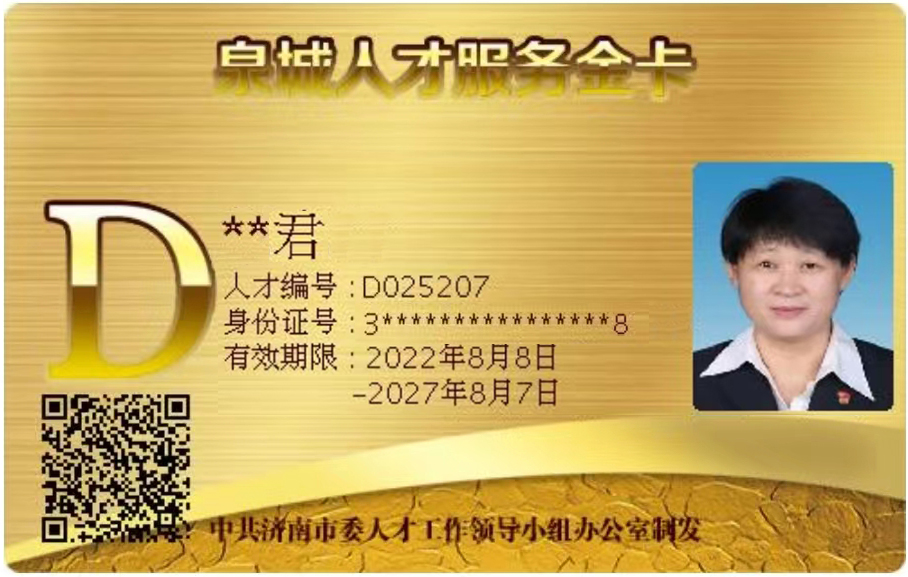 泉城人才服务金卡
D
**君
人才编号:D025207
身份证号:3****************8
有效期限:2022年8月8日
-2027年8月7日
中共济南市委人才工作领导小组办公室制发